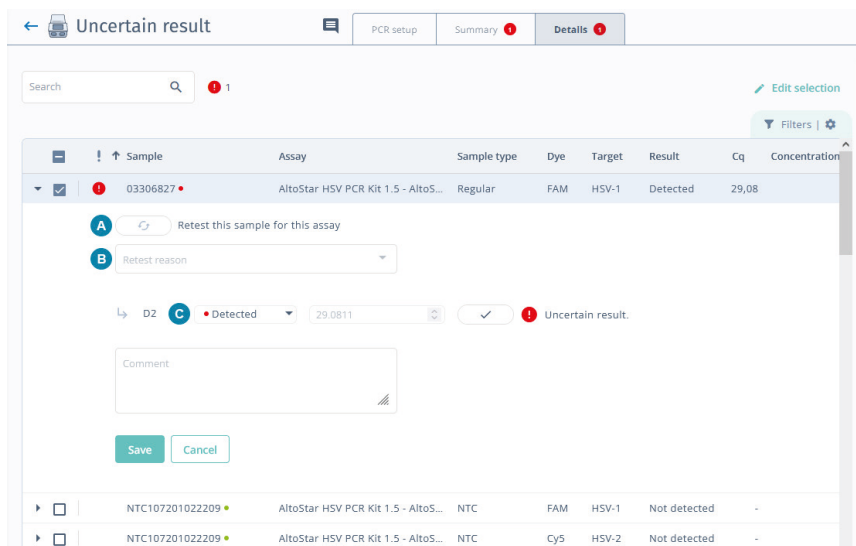 Uncertain result
PCR setup
Summary 1
Details 1
Search
1
Edit selection
Filters |
! Sample Assay Sample type Dye Target Result Cq Concentration
03306827 AltoStar HSV PCR Kit 1.5 - AltoS... Regular FAM HSV-1 Detected 29,08
A Retest this sample for this assay
B Retest reason
D2 C Detected 29.0811 ! Uncertain result.
Comment
Save Cancel
NTC107201022209 AltoStar HSV PCR Kit 1.5 - AltoS... NTC FAM HSV-1 Not detected -
NTC107201022209 AltoStar HSV PCR Kit 1.5 - AltoS... NTC Cy5 HSV-2 Not detected -